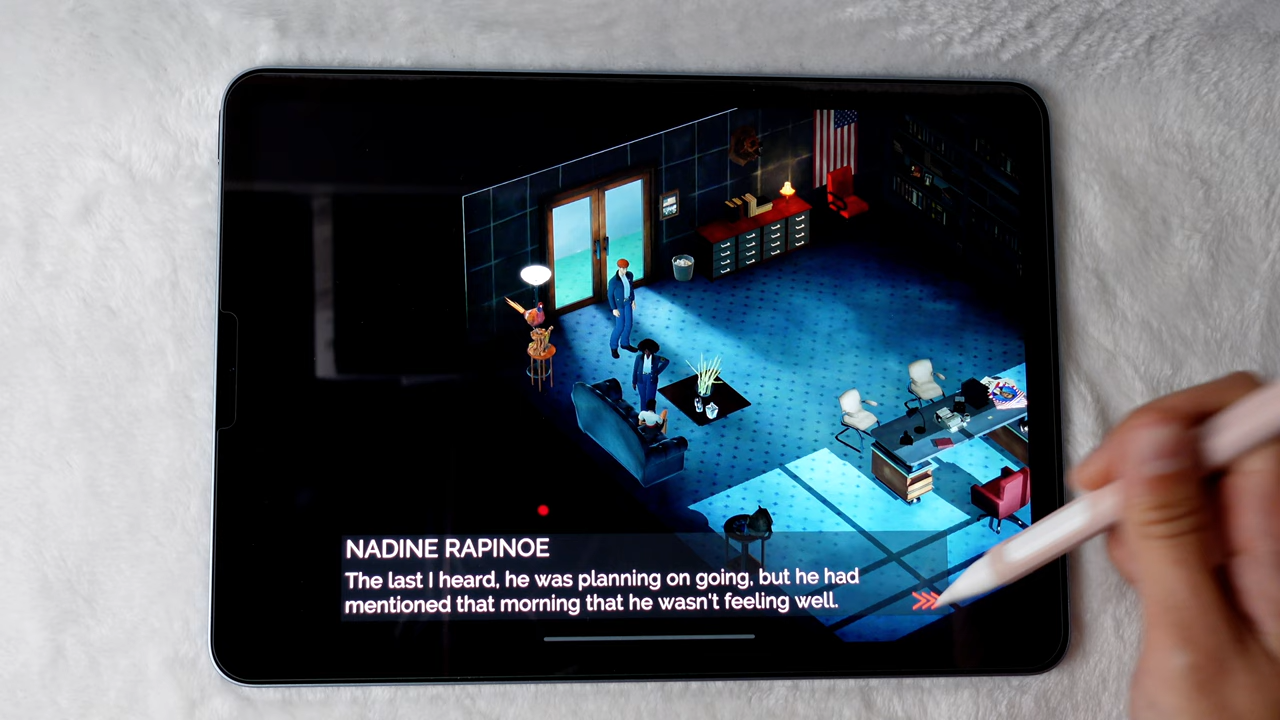 NADINE RAPINOE
The last I heard, he was planning on going, but he had
mentioned that morning that he wasn't feeling well.